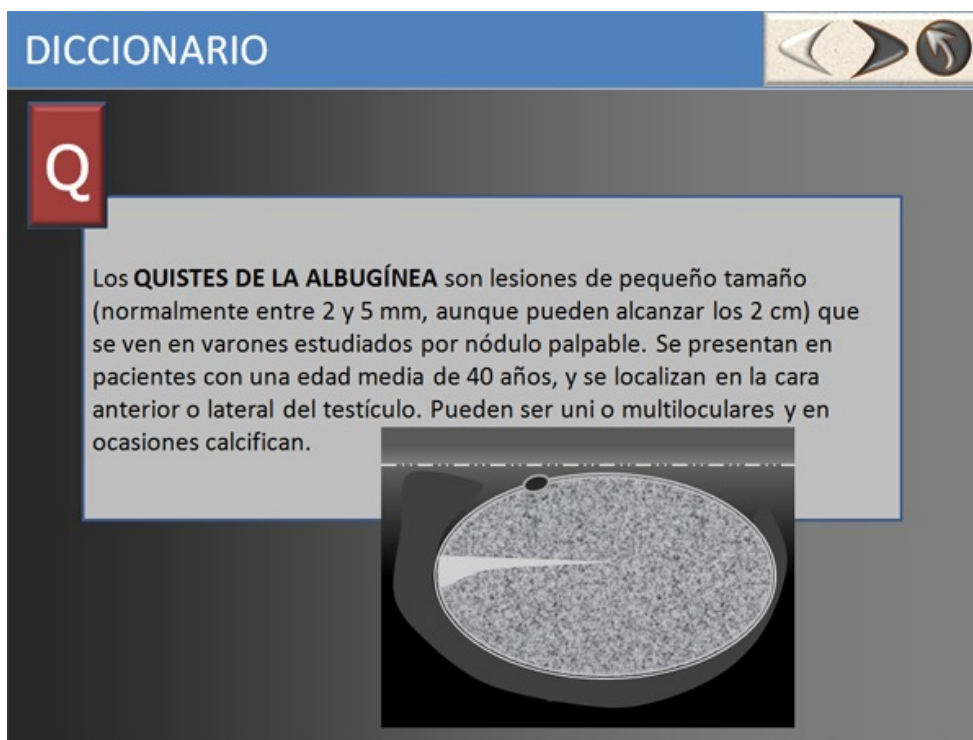 DICCIONARIO
Q
Los QUISTES DE LA ALBUGÍNEA son lesiones de pequeño tamaño
(normalmente entre 2 y 5 mm, aunque pueden alcanzar los 2 cm) que
se ven en varones estudiados por nódulo palpable. Se presentan en
pacientes con una edad media de 40 años, y se localizan en la cara
anterior o lateral del testículo. Pueden ser uni o multiloculares y en
ocasiones calcifican.